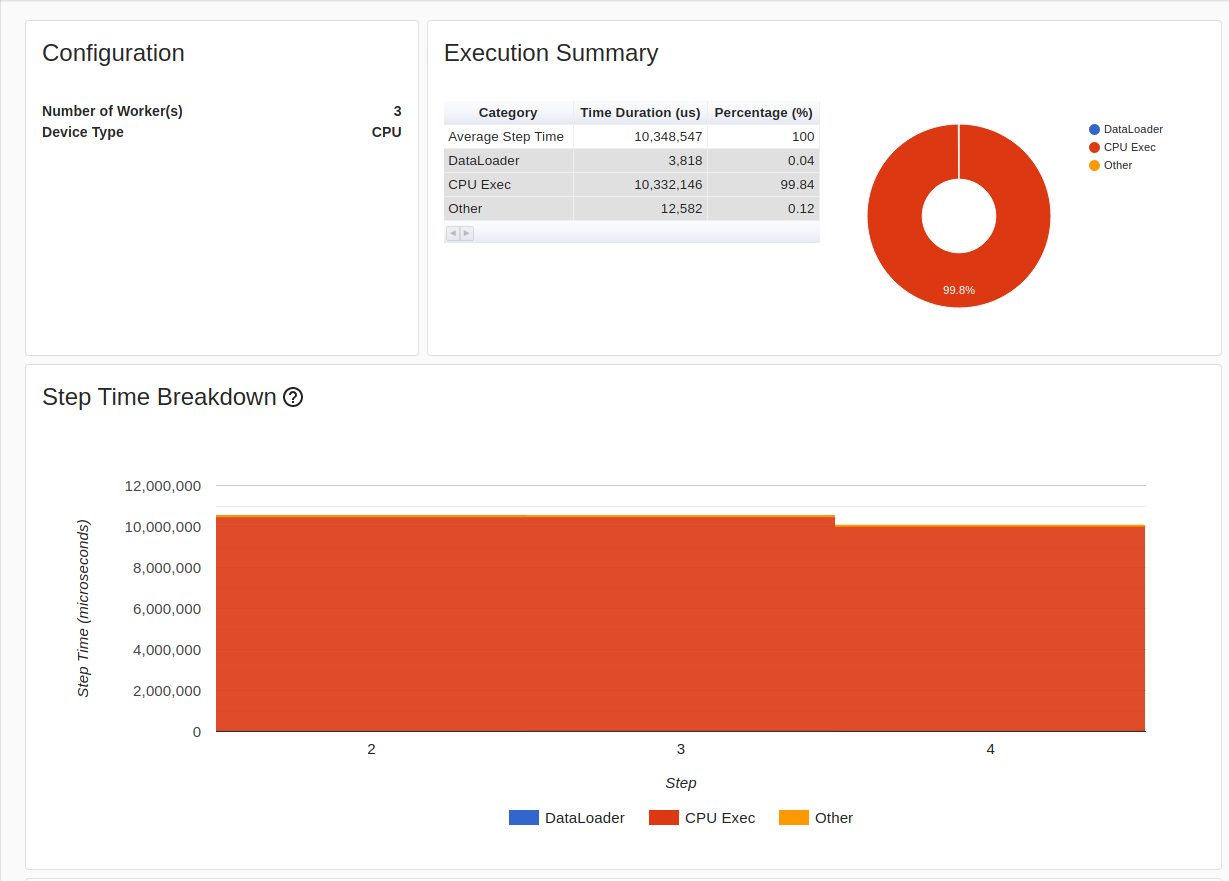 Configuration
Number of Worker(s) 3
Device Type CPU
Execution Summary
Category Time Duration (us) Percentage (%)
Average Step Time 10,348,547 100
DataLoader 3,818 0.04
CPU Exec 10,332,146 99.84
Other 12,582 0.12
DataLoader
CPU Exec
Other
99.8%
Step Time Breakdown
Step Time (microseconds)
12,000,000
10,000,000
8,000,000
6,000,000
4,000,000
2,000,000
0
2 3 4
Step
DataLoader CPU Exec Other